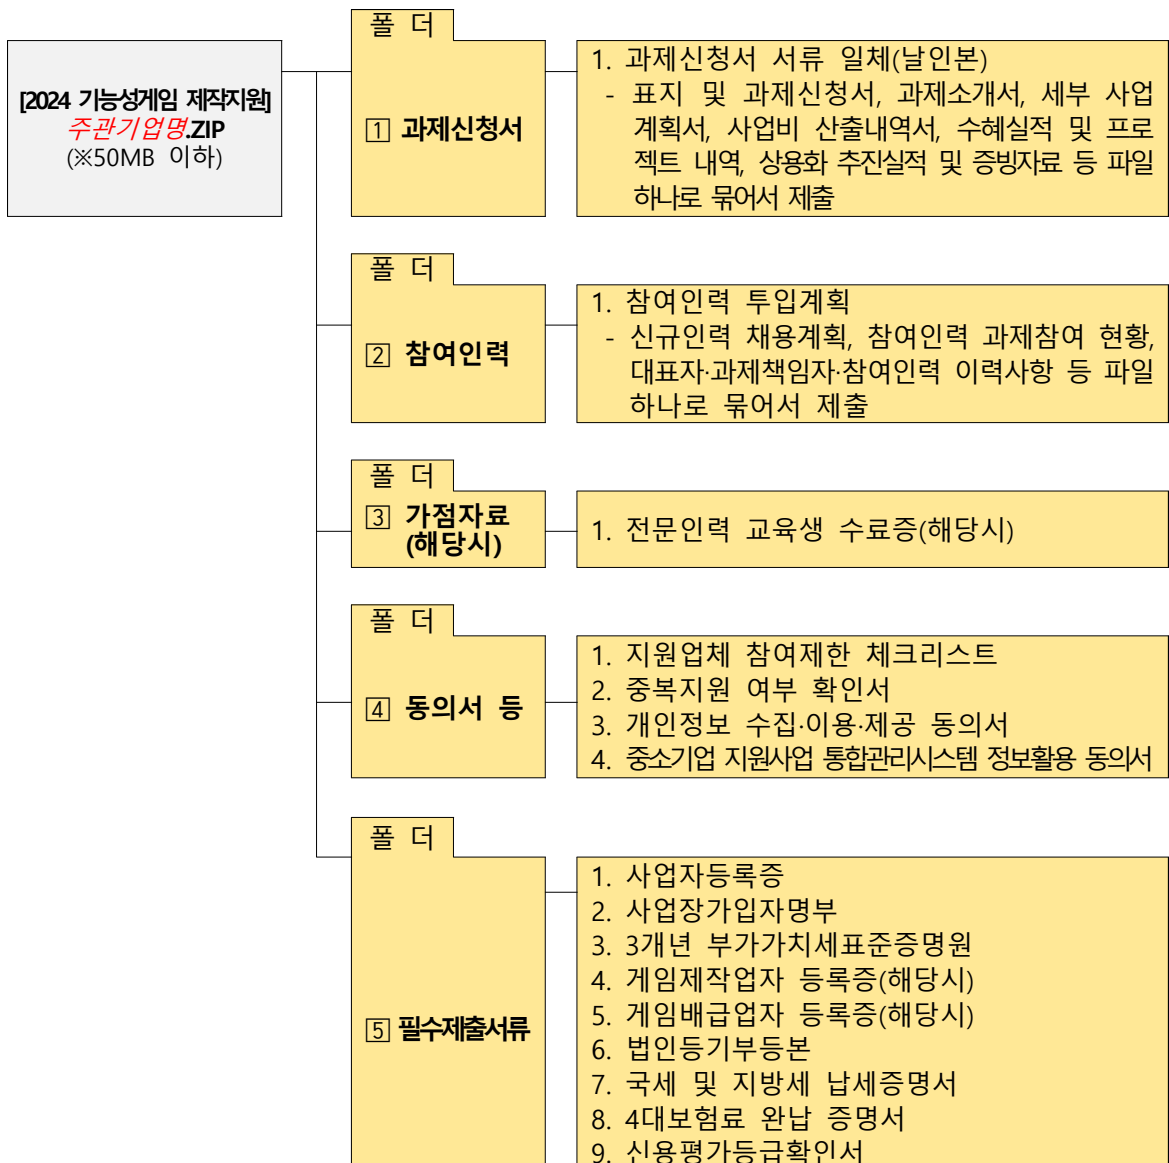 [2024 기능성게임 제작지원]
주관기업명.ZIP
(※50MB 이하)
폴 더
1 과제신청서
1. 과제신청서 서류 일체(날인본)
- 표지 및 과제신청서, 과제소개서, 세부 사업
계획서, 사업비 산출내역서, 수혜실적 및 프로
젝트 내역, 상용화 추진실적 및 증빙자료 등 파일
하나로 묶어서 제출
폴 더
2 참여인력
1. 참여인력 투입계획
- 신규인력 채용계획, 참여인력 과제참여 현황,
대표자·과제책임자·참여인력 이력사항 등 파일
하나로 묶어서 제출
폴 더
3 가점자료
(해당시)
1. 전문인력 교육생 수료증(해당시)
폴 더
4 동의서 등
1. 지원업체 참여제한 체크리스트
2. 중복지원 여부 확인서
3. 개인정보 수집·이용·제공 동의서
4. 중소기업 지원사업 통합관리시스템 정보활용 동의서
폴 더
5 필수제출서류
1. 사업자등록증
2. 사업장가입자명부
3. 3개년 부가가치세표준증명원
4. 게임제작업자 등록증(해당시)
5. 게임배급업자 등록증(해당시)
6. 법인등기부등본
7. 국세 및 지방세 납세증명서
8. 4대보험료 완납 증명서
9. 신용평가등급확인서